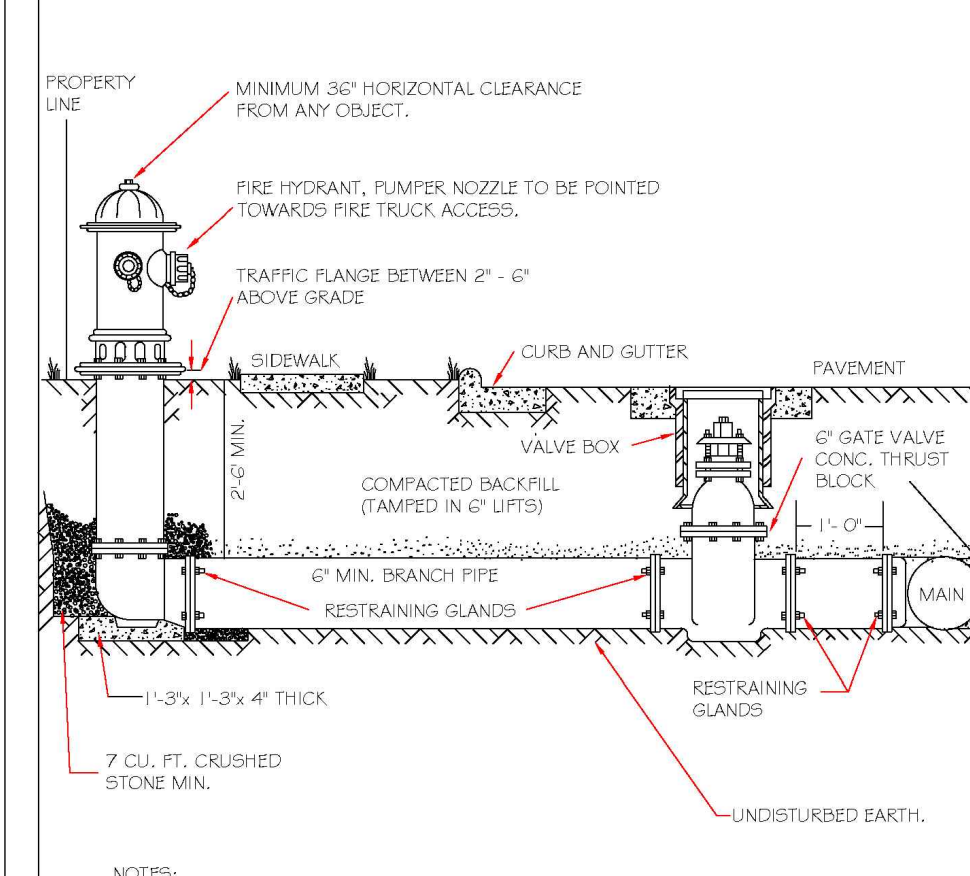 PROPERTY
LINE
MINIMUM 36" HORIZONTAL CLEARANCE
FROM ANY OBJECT.
FIRE HYDRANT, PUMPER NOZZLE TO BE POINTED
TOWARDS FIRE TRUCK ACCESS.
TRAFFIC FLANGE BETWEEN 2" - 6"
ABOVE GRADE
SIDEWALK
CURB AND GUTTER
PAVEMENT
2'-6' MIN.
VALVE BOX
6" GATE VALVE
CONC. THRUST
BLOCK
COMPACTED BACKFILL
(TAMPED IN 6" LIFTS)
1'- 0"
6" MIN. BRANCH PIPE
RESTRAINING GLANDS
MAIN
1'-3"x 1'-3"x 4" THICK
RESTRAINING
GLANDS
7 CU. FT. CRUSHED
STONE MIN.
UNDISTURBED EARTH.
NOTES: